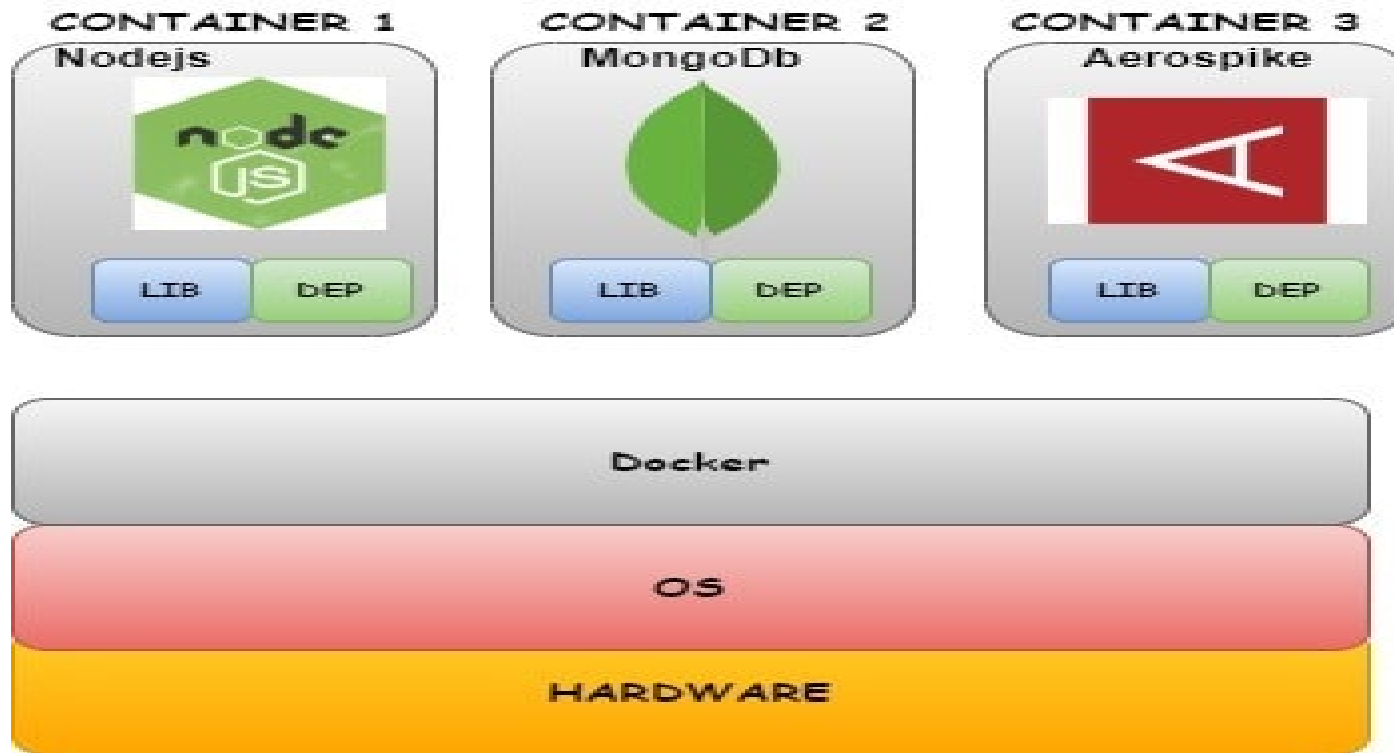 CONTAINER 1
CONTAINER 2
CONTAINER 3
Nodejs
MongoDb
Aerospike
node
JS
A
LIB
DEP
LIB
DEP
LIB
DEP
Docker
OS
HARDWARE